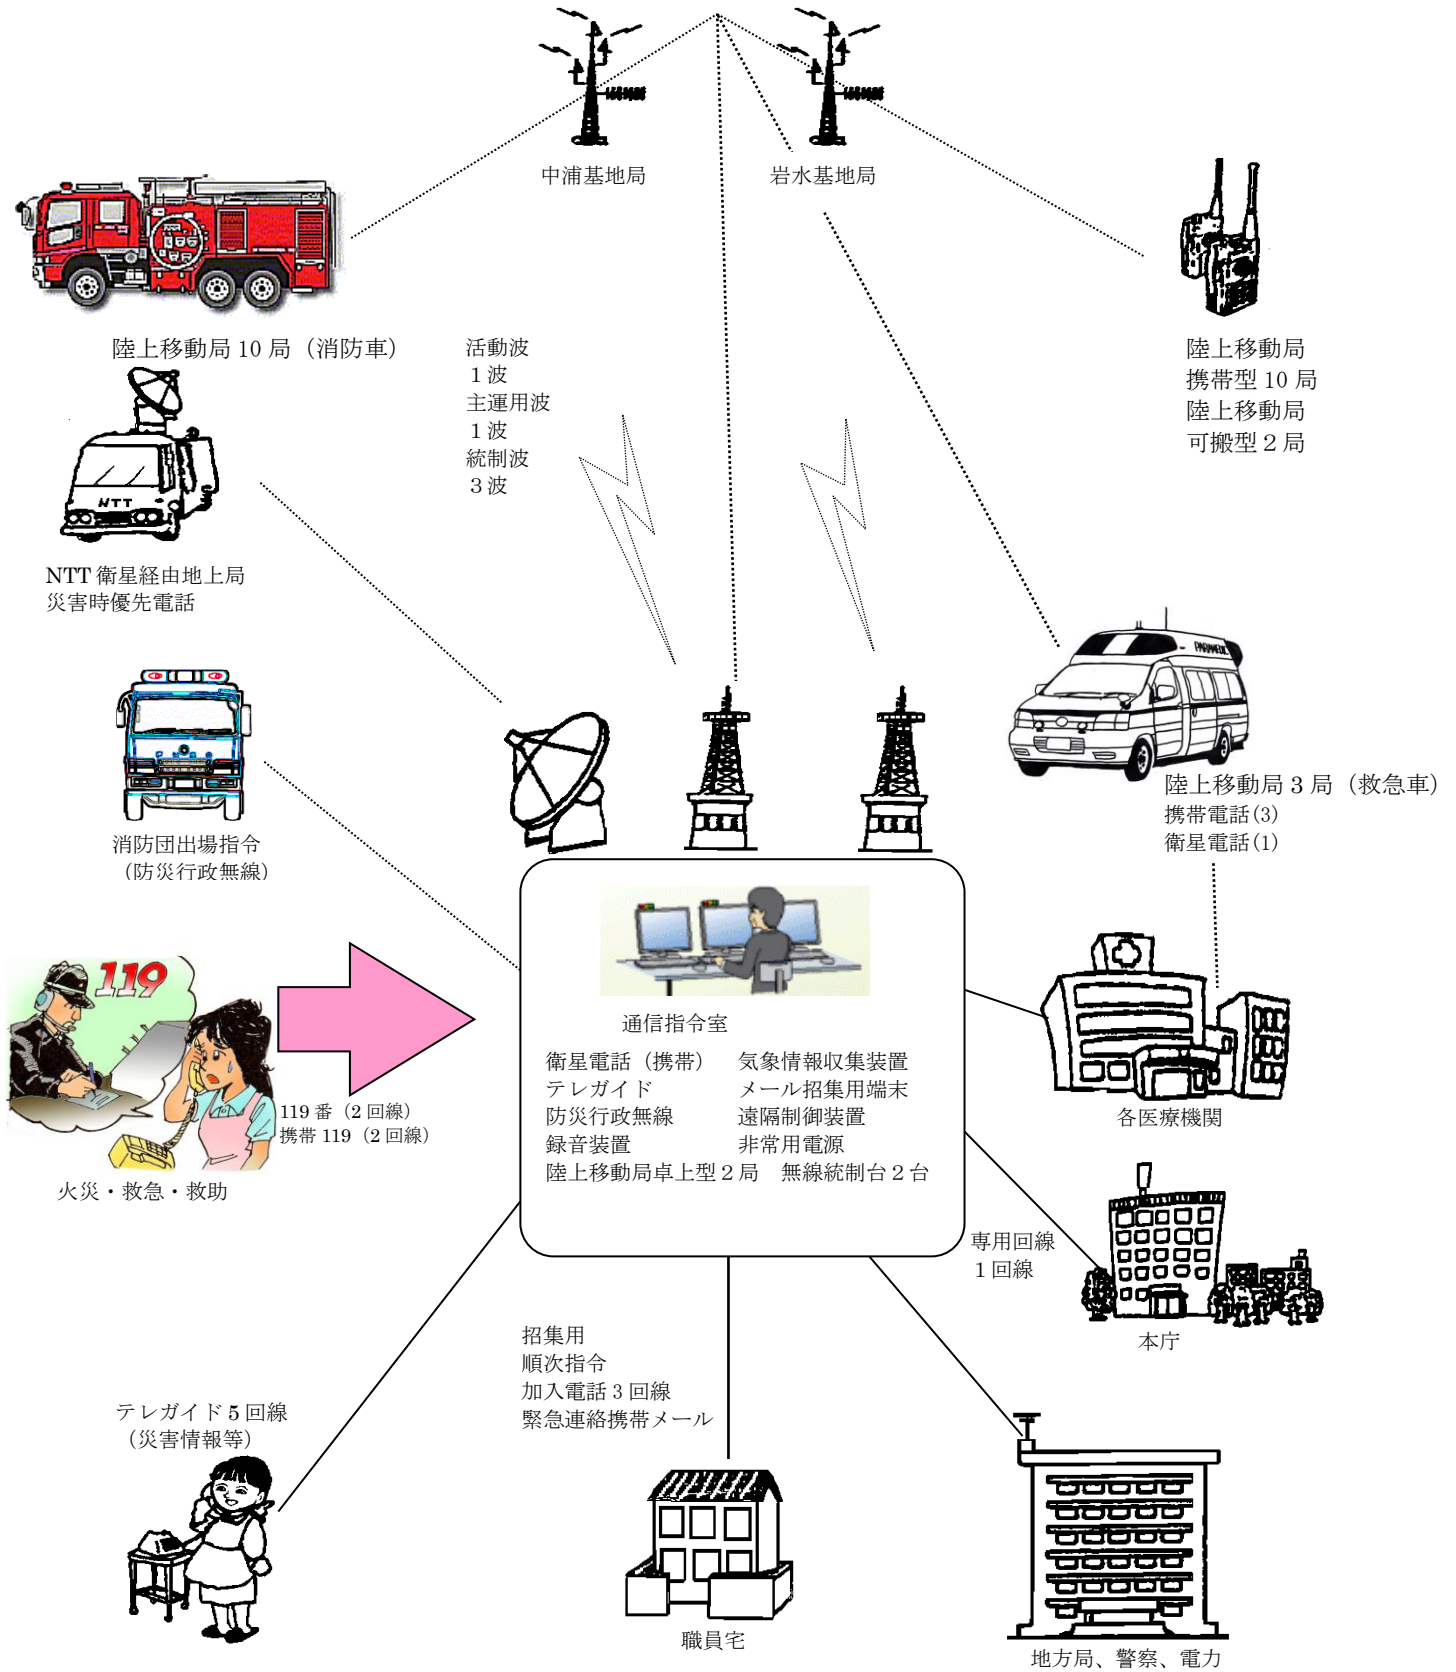 中浦基地局
岩水基地局
陸上移動局 10 局（消防車）
活動波
１波
主運用波
１波
統制波
３波
陸上移動局
携帯型 10 局
陸上移動局
可搬型２局
NTT
NTT 衛星経由地上局
災害時優先電話
PARAMEDIC
消防団出場指令
（防災行政無線）
陸上移動局 3 局（救急車）
携帯電話(3)
衛星電話(1)
119
119 番（2 回線）
携帯 119（2 回線）
火災・救急・救助
通信指令室
衛星電話（携帯）　気象情報収集装置
テレガイド　メール招集用端末
防災行政無線　遠隔制御装置
録音装置　非常用電源
陸上移動局卓上型２局　無線統制台２台
各医療機関
専用回線
１回線
本庁
招集用
順次指令
加入電話３回線
緊急連絡携帯メール
テレガイド 5 回線
（災害情報等）
職員宅
地方局、警察、電力